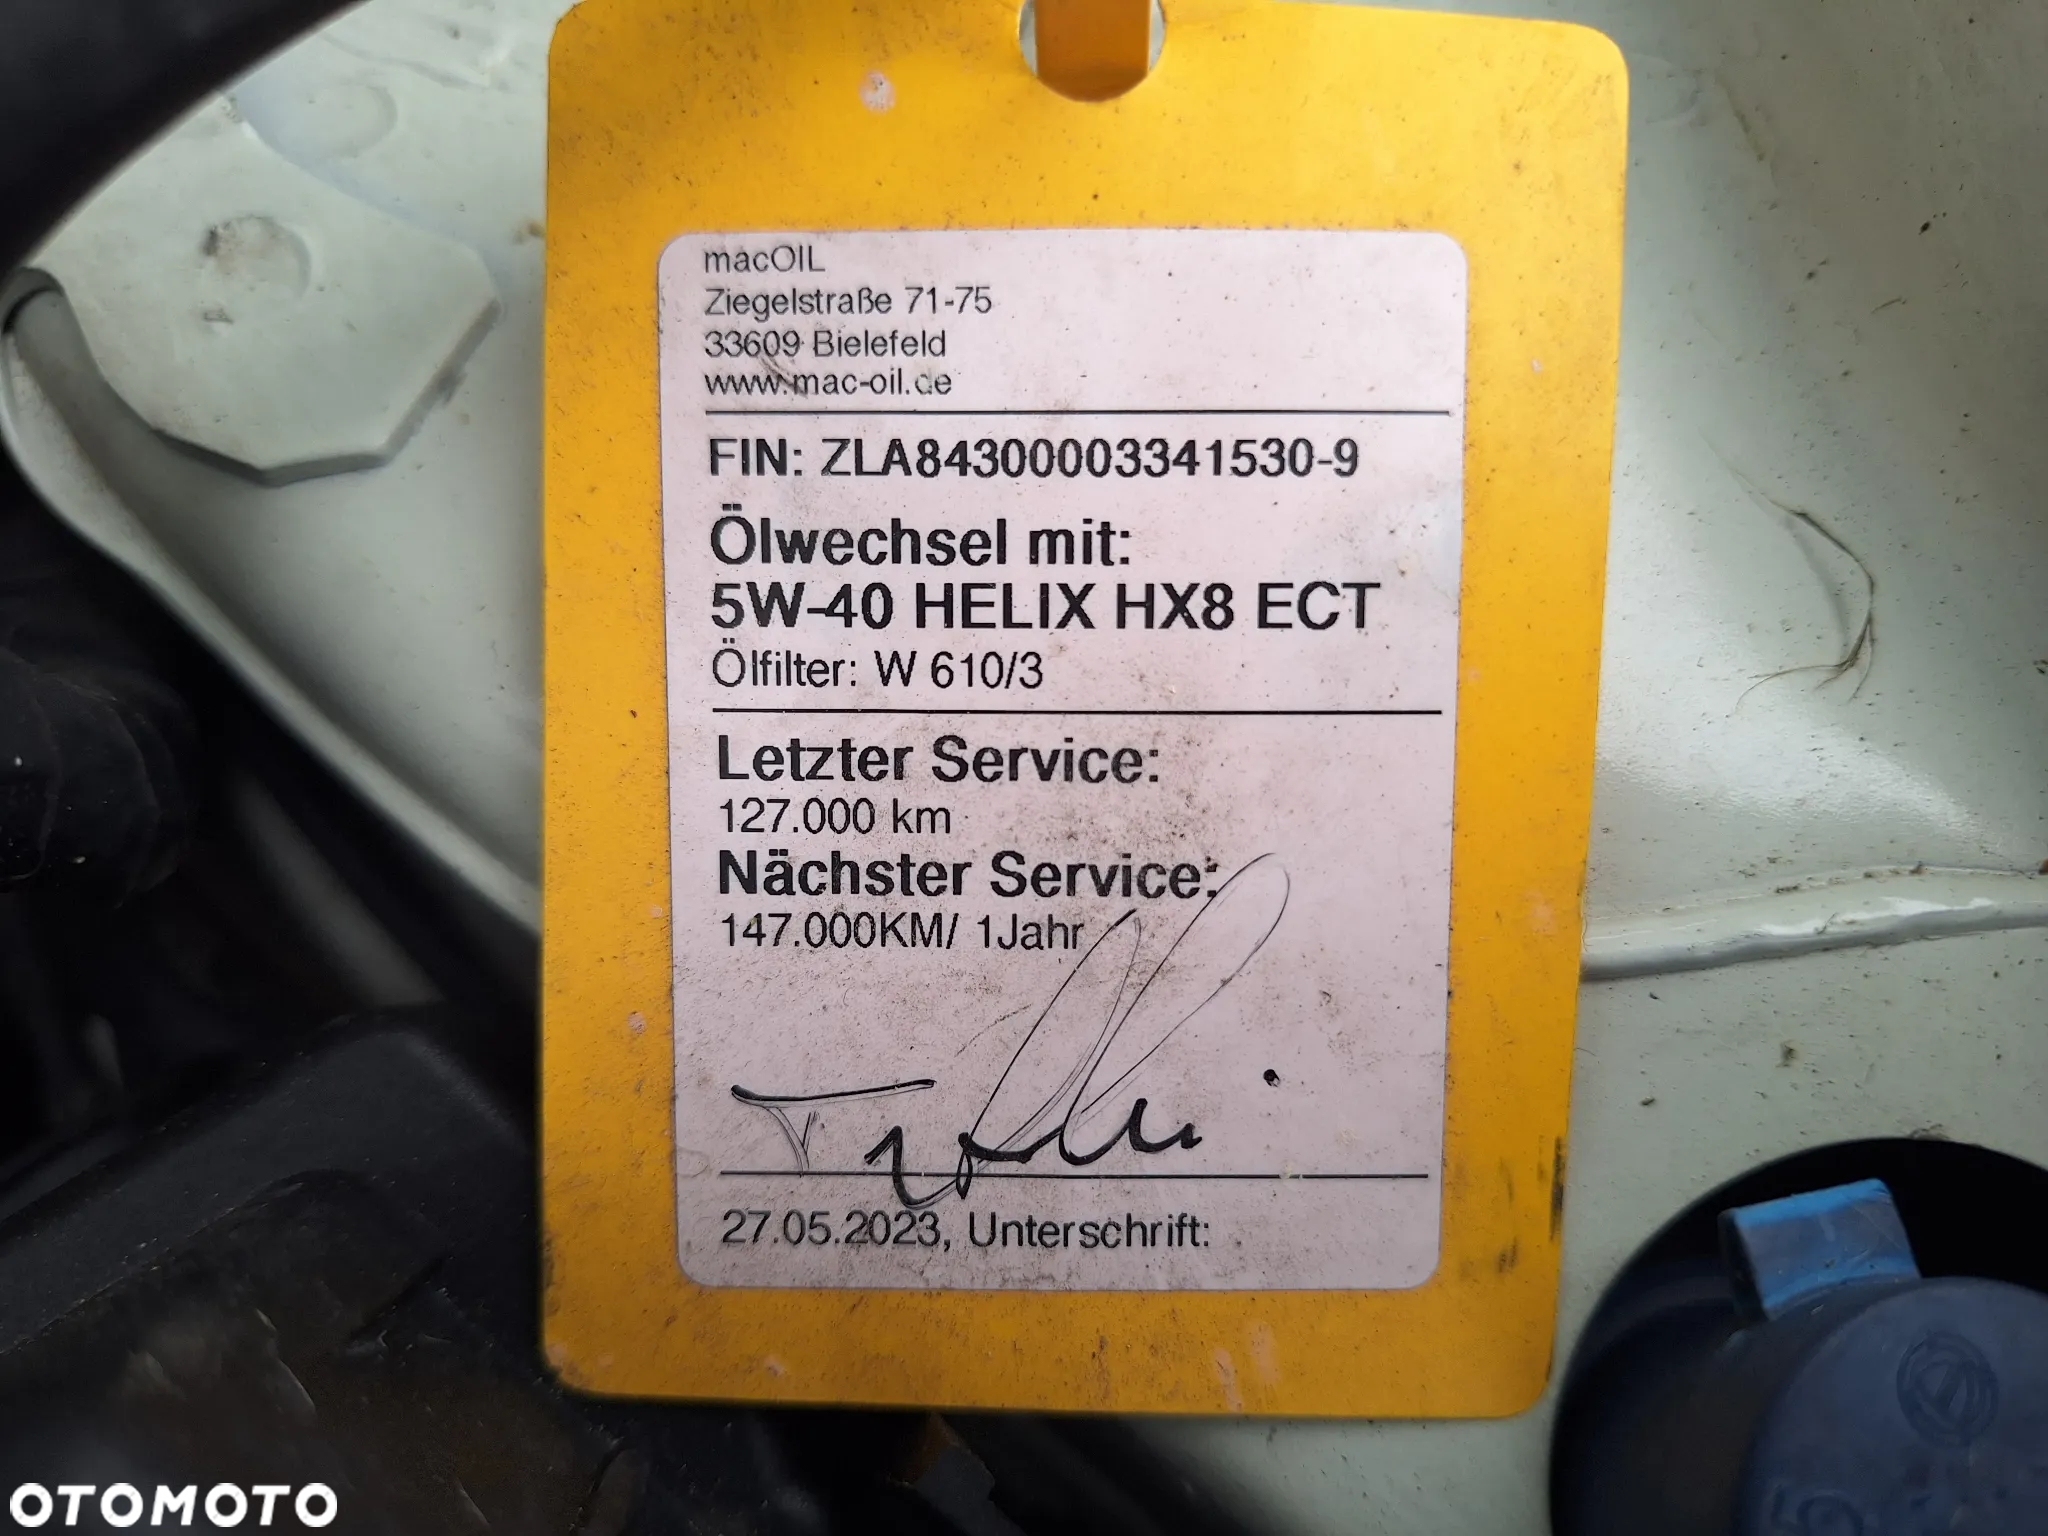 macOIL
Ziegelstraße 71-75
33609 Bielefeld
www.mac-oil.de
FIN: ZLA84300003341530-9
Ölwechsel mit:
5W-40 HELIX HX8 ECT
Ölfilter: W 610/3
Letzter Service:
127.000 km
Nächster Service:
147.000KM/ 1Jahr
27.05.2023, Unterschrift:
OTOMOTO